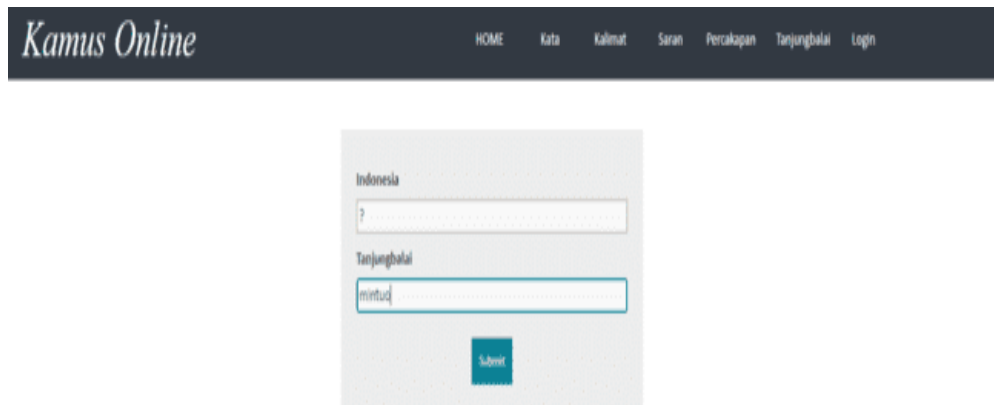 Kamus Online HOME Kata Kalimat Saran Percakapan Tanjungbalai Login
Indonesia
?
Tanjungbalai
mintuo
Submit